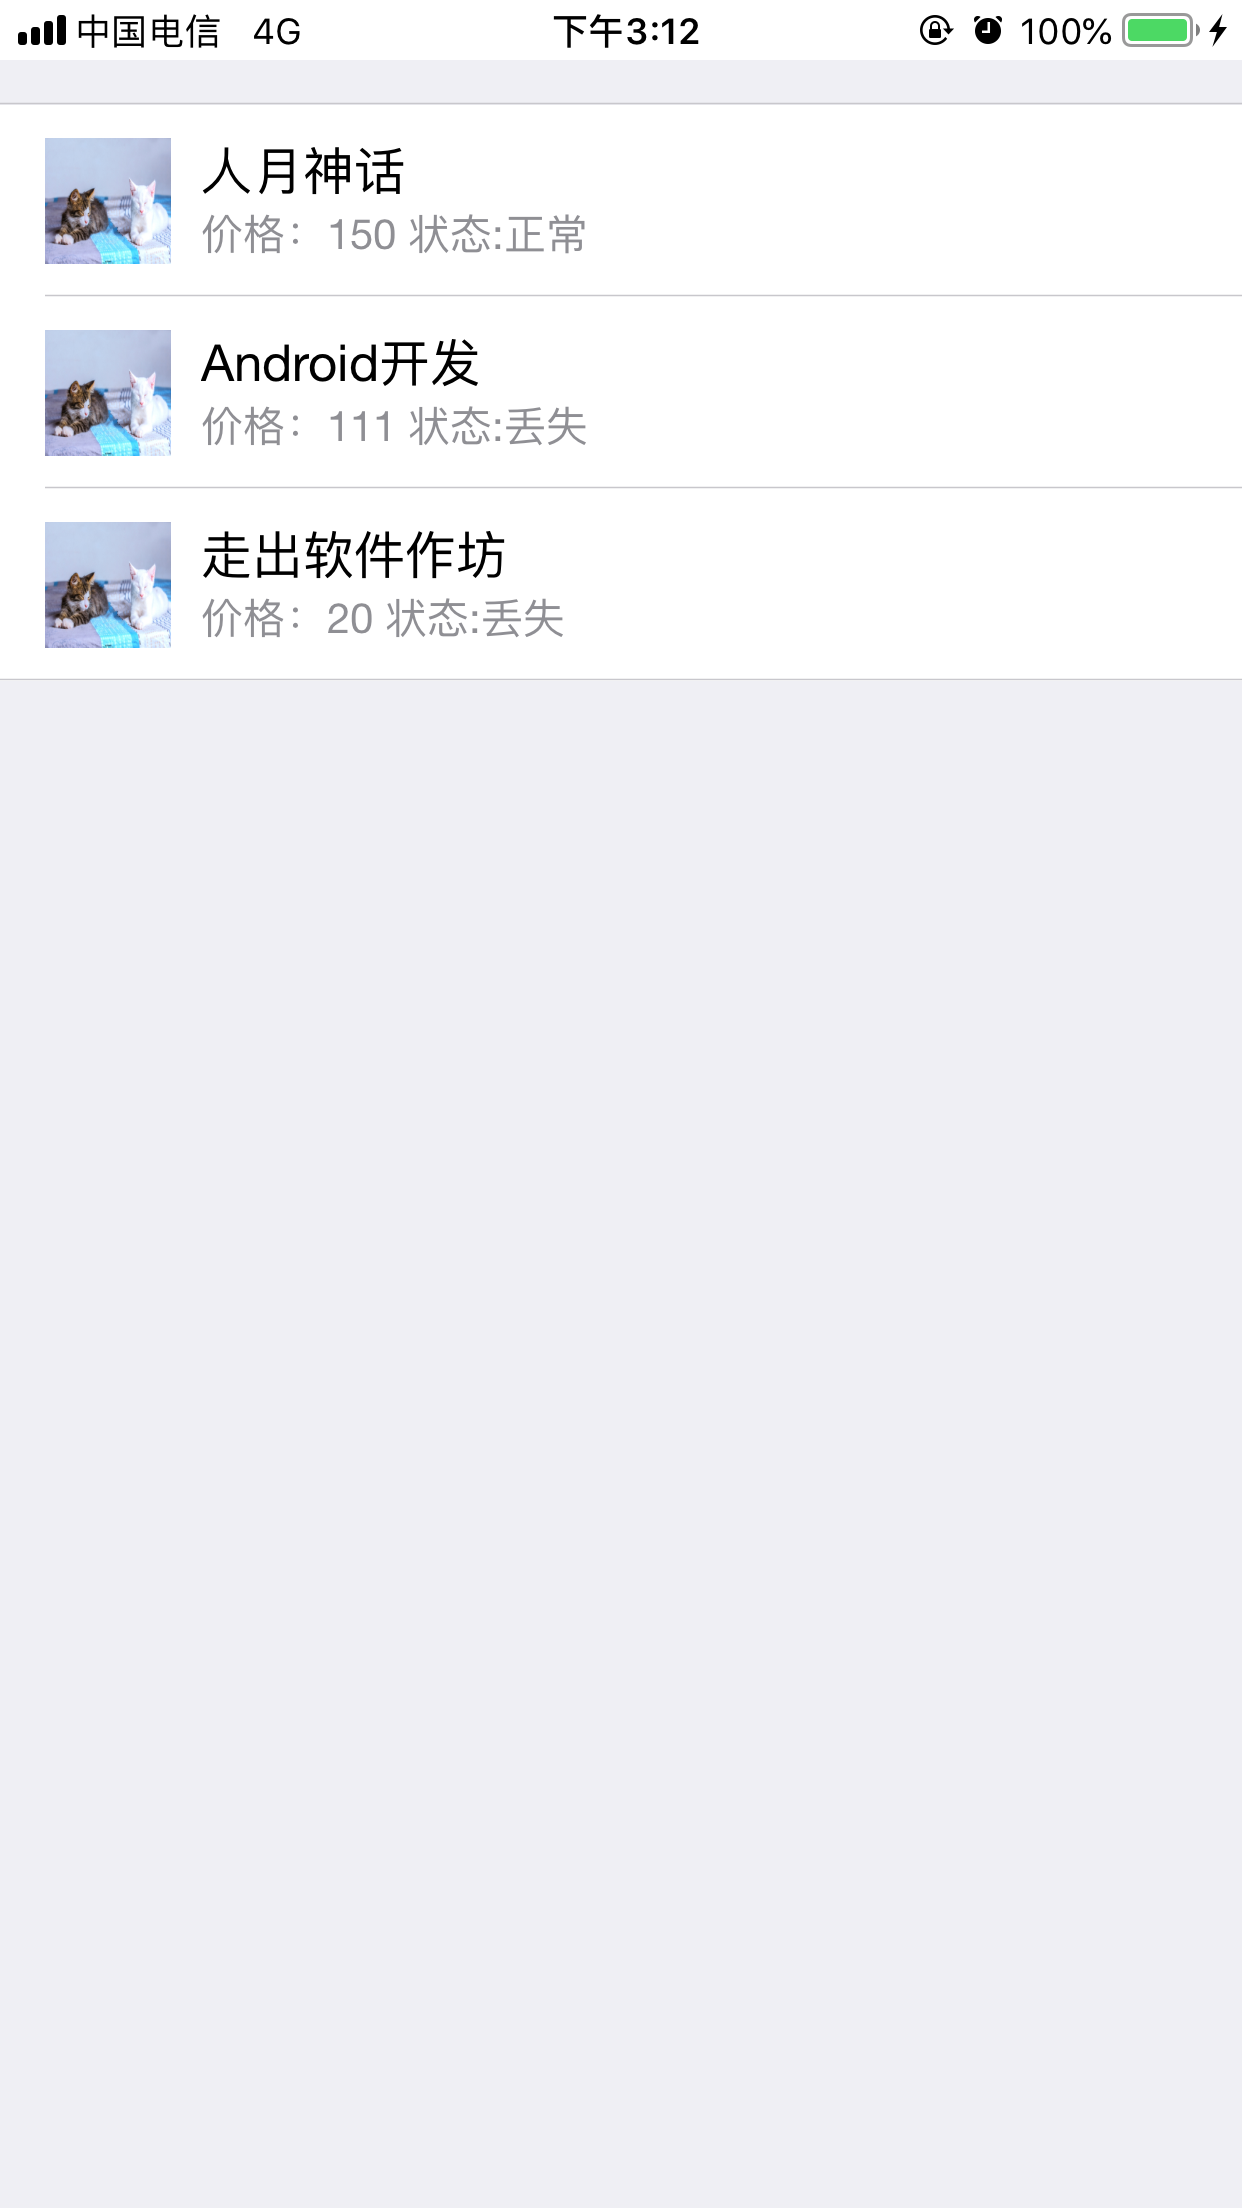 中国电信 4G 下午3:12 100%
人月神话
价格：150 状态:正常
Android开发
价格：111 状态:丢失
走出软件作坊
价格：20 状态:丢失